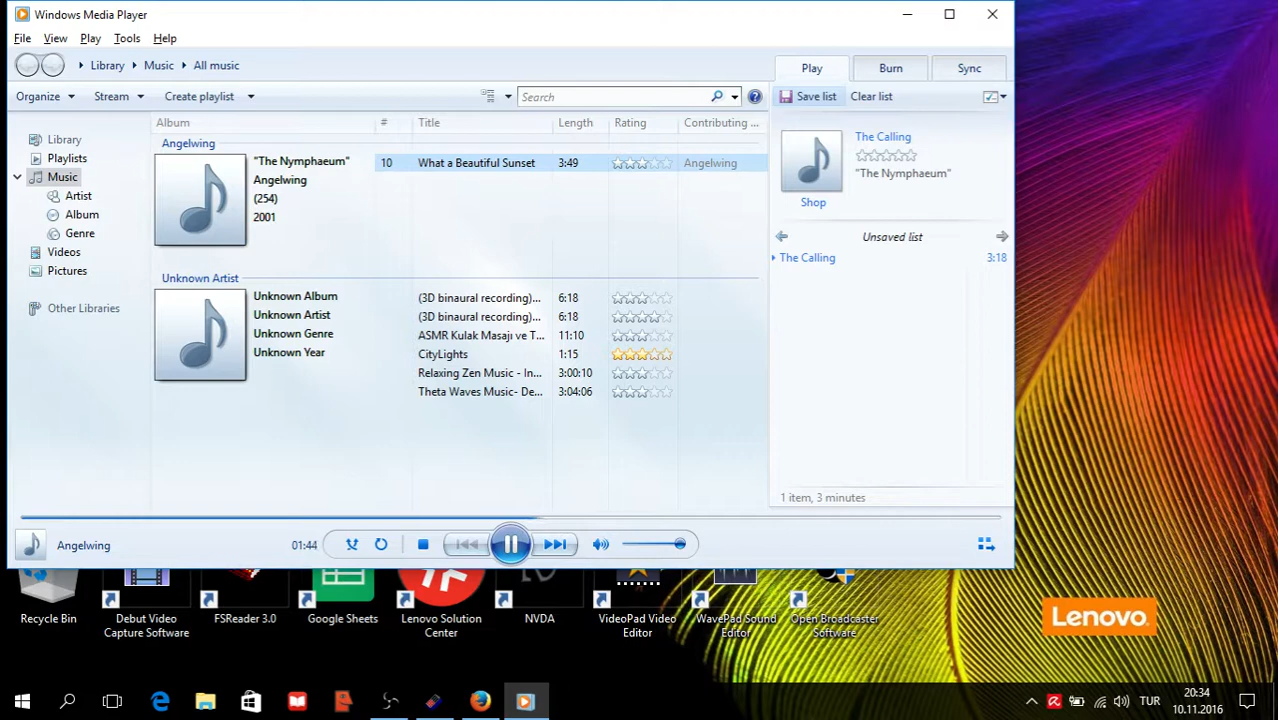 Windows Media Player
File View Play Tools Help
Library Music All music
Play Burn Sync
Organize Stream Create playlist
Search
Save list Clear list
Album # Title Length Rating Contributing ...
Angelwing
"The Nymphaeum"
Angelwing
(254)
2001
10 What a Beautiful Sunset 3:49 Angelwing
Unknown Artist
Unknown Album
Unknown Artist
Unknown Genre
Unknown Year
(3D binaural recording)... 6:18
(3D binaural recording)... 6:18
ASMR Kulak Masajı ve T... 11:10
CityLights 1:15
Relaxing Zen Music - In... 3:00:10
Theta Waves Music- De... 3:04:06
Library
Playlists
Music
Artist
Album
Genre
Videos
Pictures
Other Libraries
The Calling
"The Nymphaeum"
Shop
Unsaved list
The Calling 3:18
1 item, 3 minutes
Angelwing
01:44
Recycle Bin
Debut Video Capture Software
FSReader 3.0
Google Sheets
Lenovo Solution Center
NVDA
VideoPad Video Editor
WavePad Sound Editor
Open Broadcaster Software
Lenovo
TUR
20:34
10.11.2016